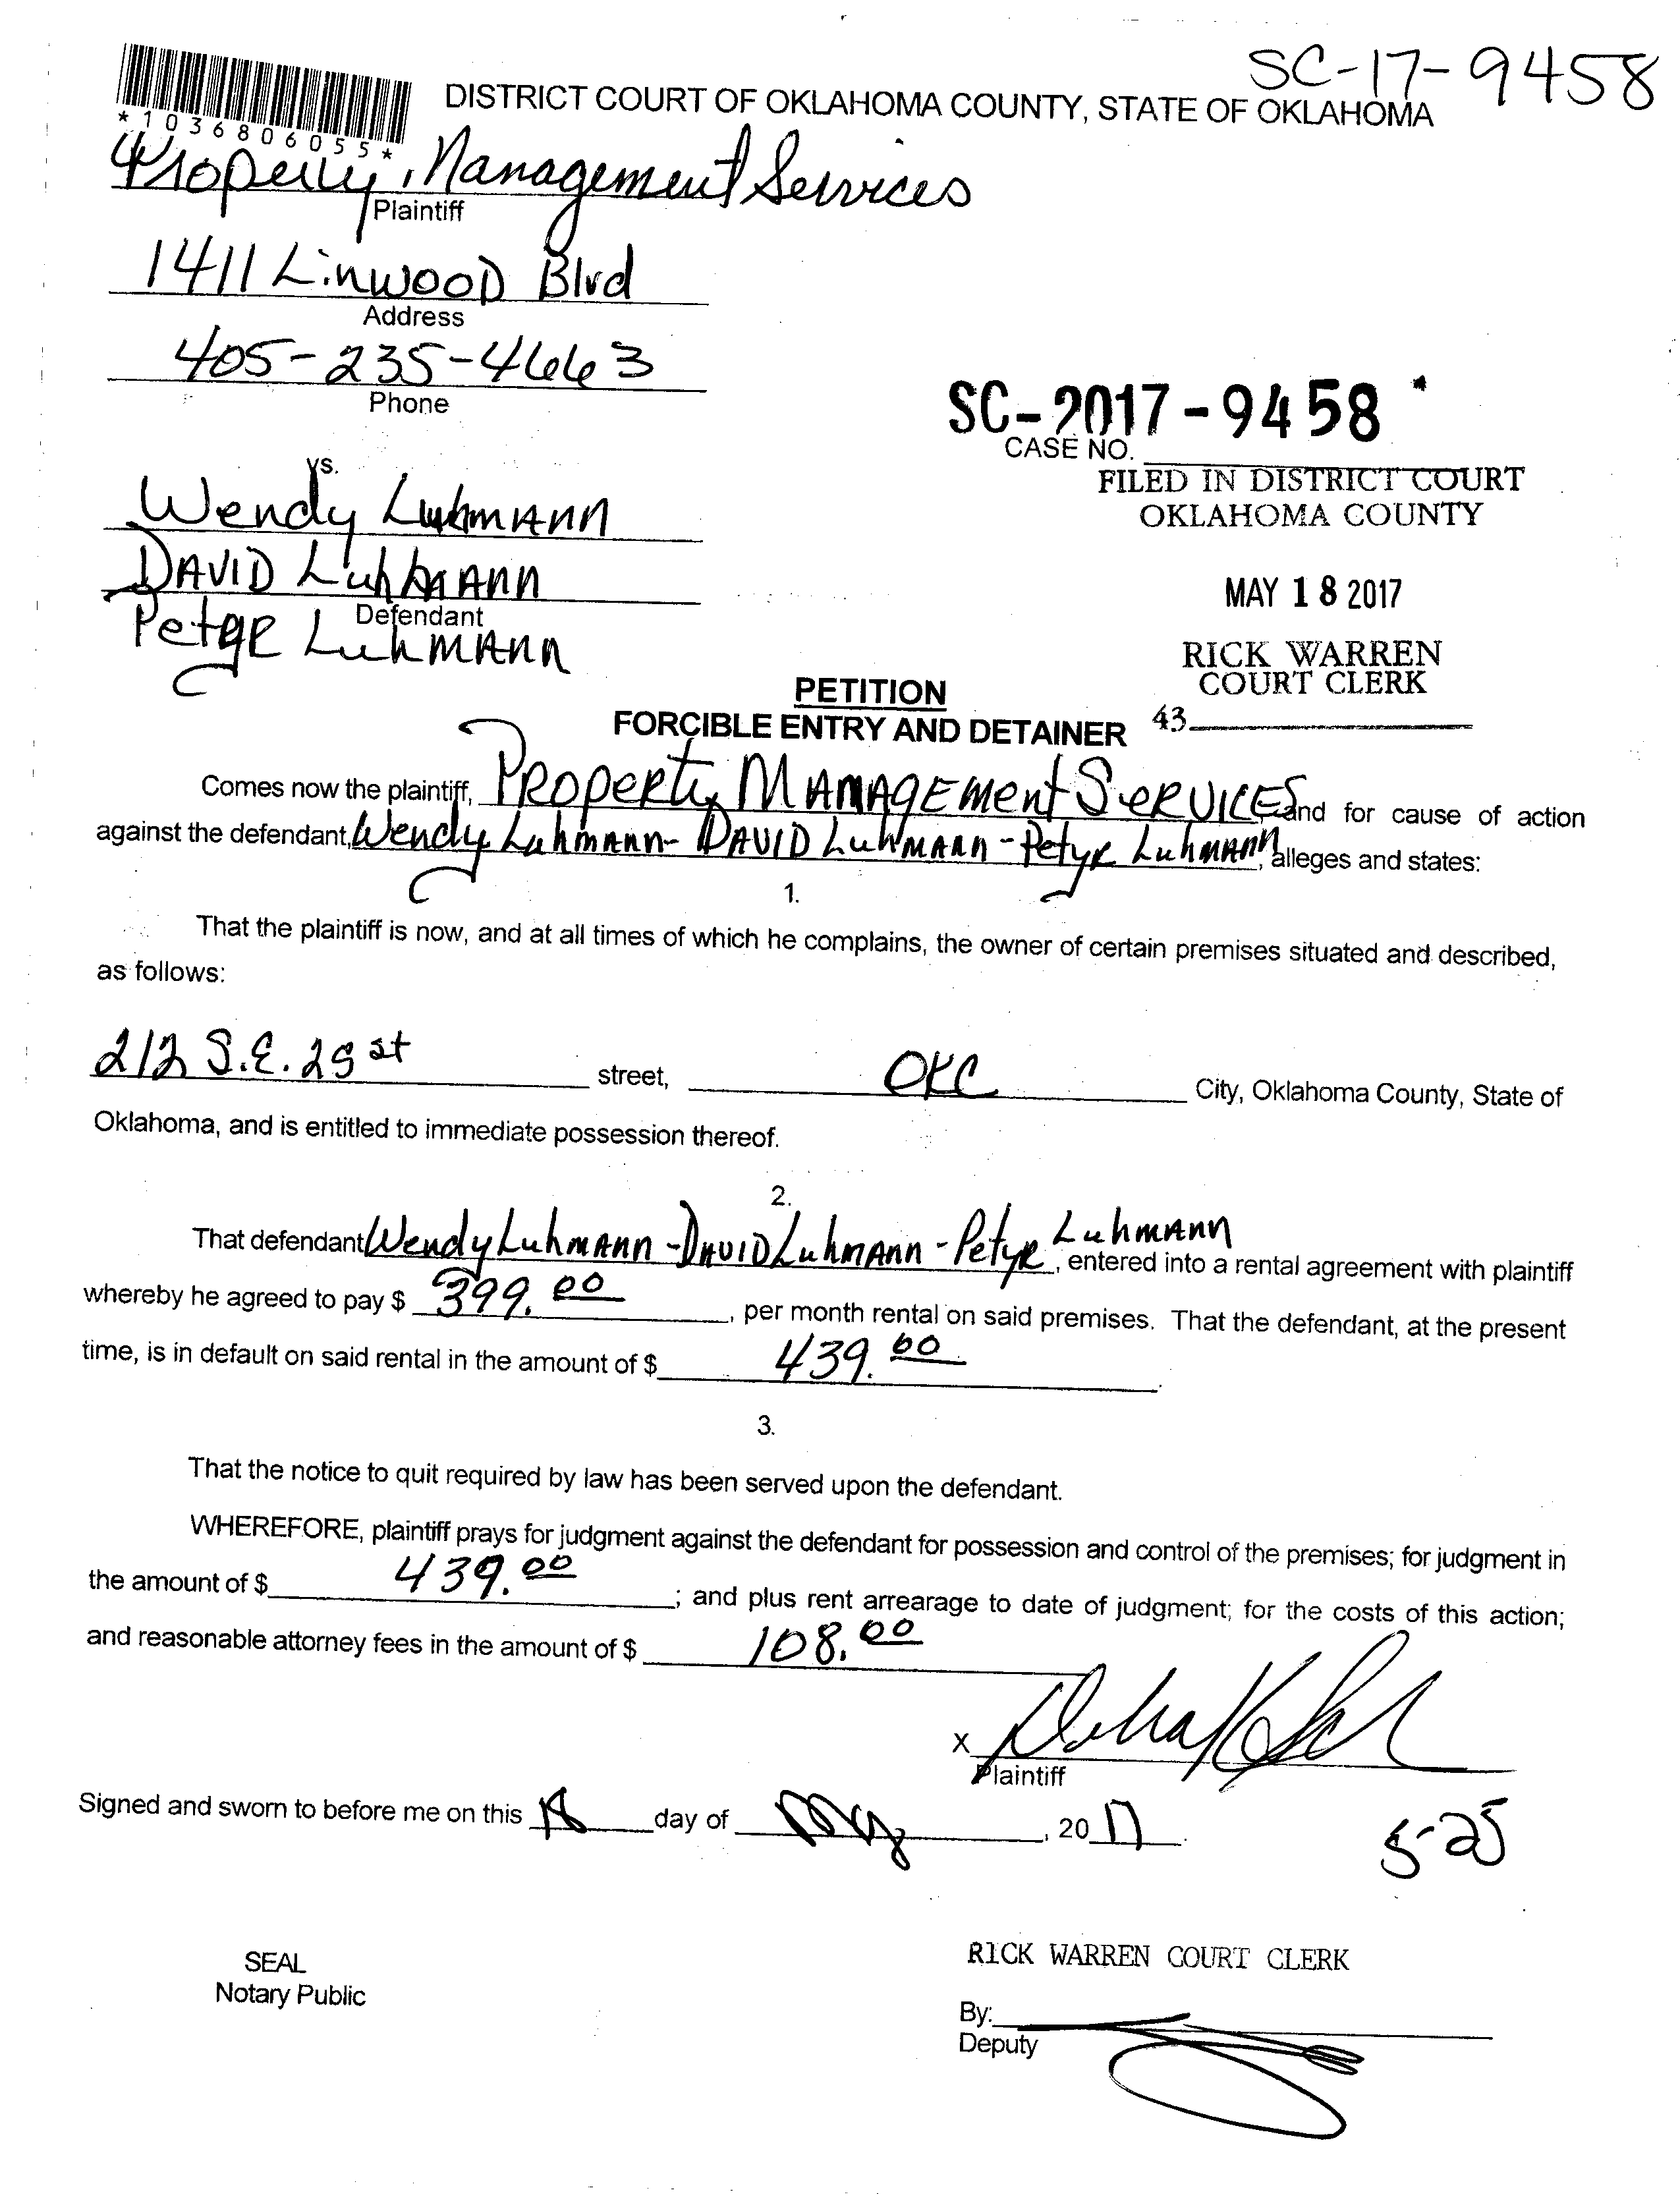 SC-17-9458
*1036806055*
DISTRICT COURT OF OKLAHOMA COUNTY, STATE OF OKLAHOMA
Property Management Services
Plaintiff
1411 Linwood Blvd
Address
405-235-4663
Phone
SC-2017-9458
CASE NO.
FILED IN DISTRICT COURT
OKLAHOMA COUNTY
MAY 18 2017
RICK WARREN
COURT CLERK
43
vs.
Wendy Luhmann
DAVID Luhmann
Defendant
Petyr Luhmann
PETITION
FORCIBLE ENTRY AND DETAINER
Comes now the plaintiff, Property Management Services and for cause of action
against the defendant, Wendy Luhmann- DAVID Luhmann - Petyr Luhmann, alleges and states:
1.
That the plaintiff is now, and at all times of which he complains, the owner of certain premises situated and described,
as follows:
212 S.E. 29 st street, OKC City, Oklahoma County, State of
Oklahoma, and is entitled to immediate possession thereof.
2.
That defendant Wendy Luhmann - DAVID Luhmann - Petyr Luhmann, entered into a rental agreement with plaintiff
whereby he agreed to pay $ 399.00, per month rental on said premises. That the defendant, at the present
time, is in default on said rental in the amount of $ 439.00.
3.
That the notice to quit required by law has been served upon the defendant.
WHEREFORE, plaintiff prays for judgment against the defendant for possession and control of the premises; for judgment in
the amount of $ 439.00; and plus rent arrearage to date of judgment; for the costs of this action;
and reasonable attorney fees in the amount of $ 108.00
X
Plaintiff
Signed and sworn to before me on this 18 day of May, 2017.
5-25
SEAL
Notary Public
RICK WARREN COURT CLERK
By:
Deputy